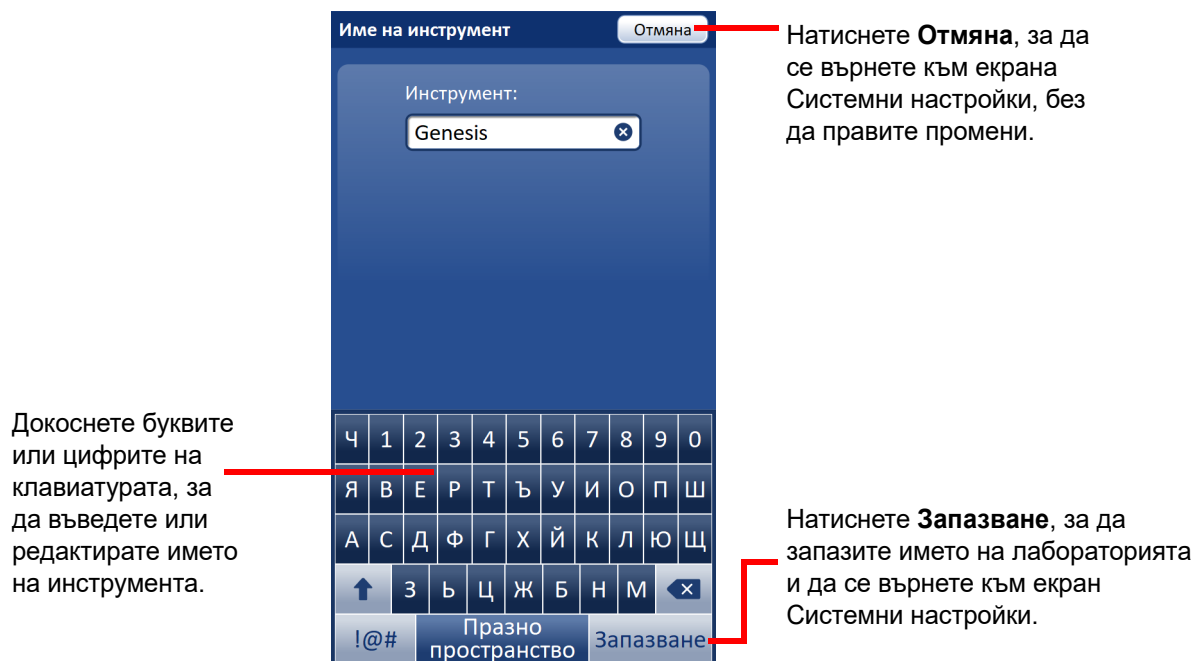 Име на инструмент
Отмяна
Инструмент:
Genesis
Натиснете Отмяна, за да
се върнете към екрана
Системни настройки, без
да правите промени.
Докоснете буквите
или цифрите на
клавиатурата, за
да въведете или
редактирате името
на инструмента.
Ч 1 2 3 4 5 6 7 8 9 0
Я В Е Р Т Ъ У И О П Ш
А С Д Ф Г Х Й К Л Ю Щ
З Ь Ц Ж Б Н М
!@# Празно
пространство Запазване
Натиснете Запазване, за да
запазите името на лабораторията
и да се върнете към екран
Системни настройки.